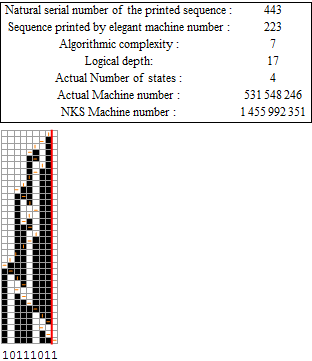 Natural serial number of the printed sequence : 443
Sequence printed by elegant machine number : 223
Algorithmic complexity : 7
Logical depth: 17
Actual Number of states : 4
Actual Machine number : 531 548 246
NKS Machine number : 1 455 992 351
10111011